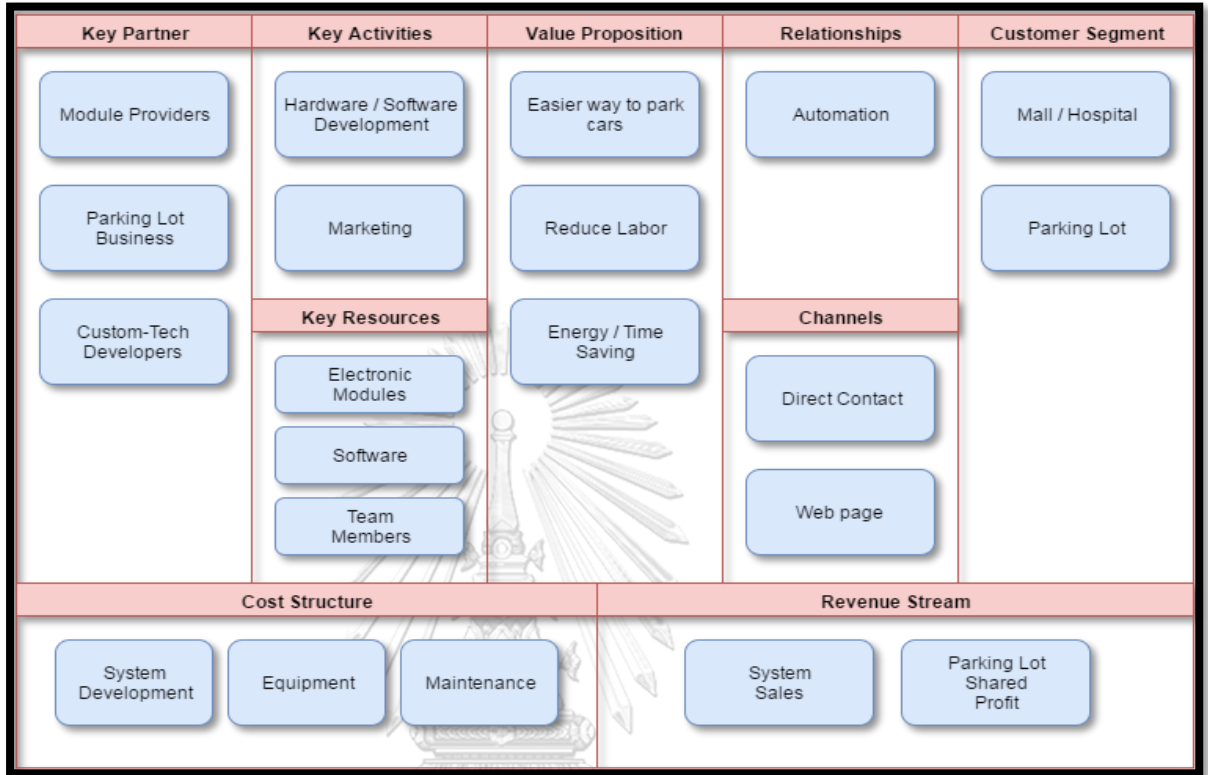 Key Partner
Module Providers
Parking Lot
Business
Custom-Tech
Developers
Key Activities
Hardware / Software
Development
Marketing
Key Resources
Electronic
Modules
Software
Team
Members
Value Proposition
Easier way to park
cars
Reduce Labor
Energy / Time
Saving
Relationships
Automation
Channels
Direct Contact
Web page
Customer Segment
Mall / Hospital
Parking Lot
Cost Structure
System
Development
Equipment
Maintenance
Revenue Stream
System
Sales
Parking Lot
Shared
Profit